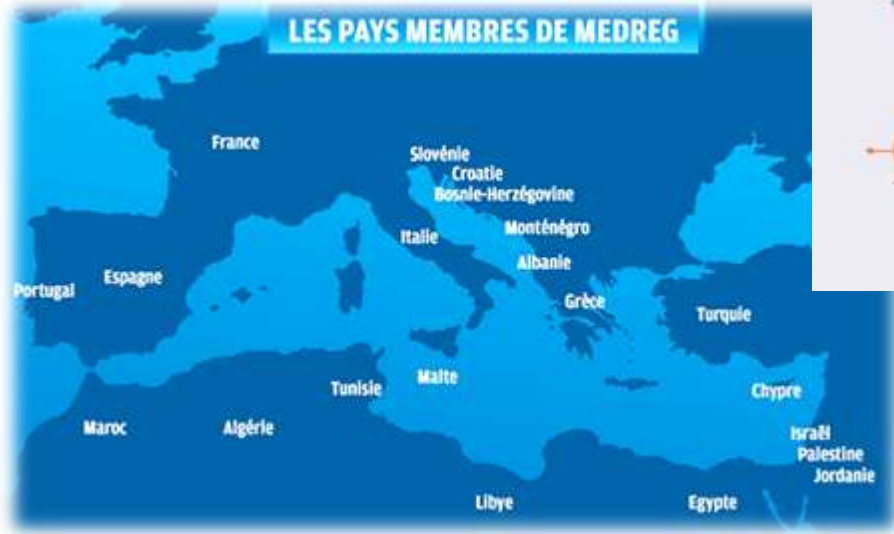 LES PAYS MEMBRES DE MEDREG
France
Slovénie
Croatie
Bosnie-Herzégovine
Monténégro
Italie
Albanie
Espagne
Portugal
Grèce
Turquie
Malte
Tunisie
Chypre
Maroc
Algérie
Israël
Palestine
Jordanie
Libye
Egypte